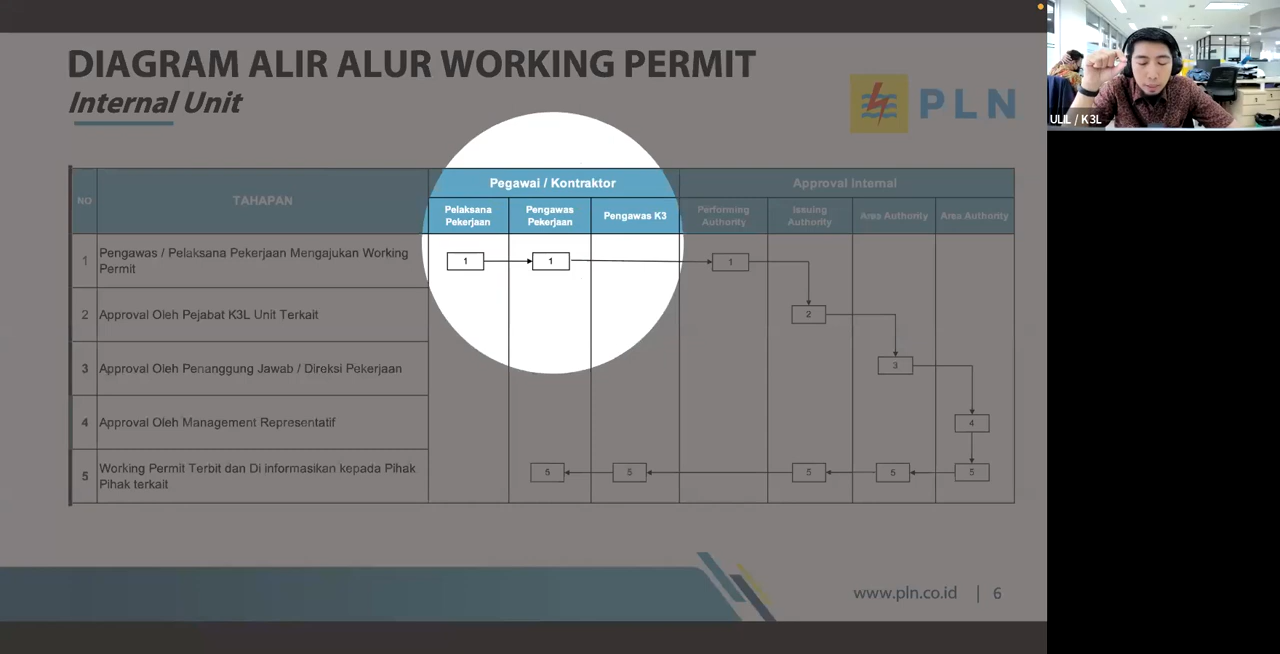 DIAGRAM ALIR ALUR WORKING PERMIT
Internal Unit
PLN
ULIL / K3L
NO
TAHAPAN
Pegawai / Kontraktor
Approval Internal
Pelaksana
Pekerjaan
Pengawas
Pekerjaan
Pengawas K3
Performing
Authority
Issuing
Authority
Area Authority
Area Authority
1
Pengawas / Pelaksana Pekerjaan Mengajukan Working
Permit
1
1
1
2
Approval Oleh Pejabat K3L Unit Terkait
2
3
Approval Oleh Penanggung Jawab / Direksi Pekerjaan
3
4
Approval Oleh Management Representatif
4
5
Working Permit Terbit dan Di informasikan kepada Pihak
Pihak terkait
5
5
5
5
5
www.pln.co.id | 6